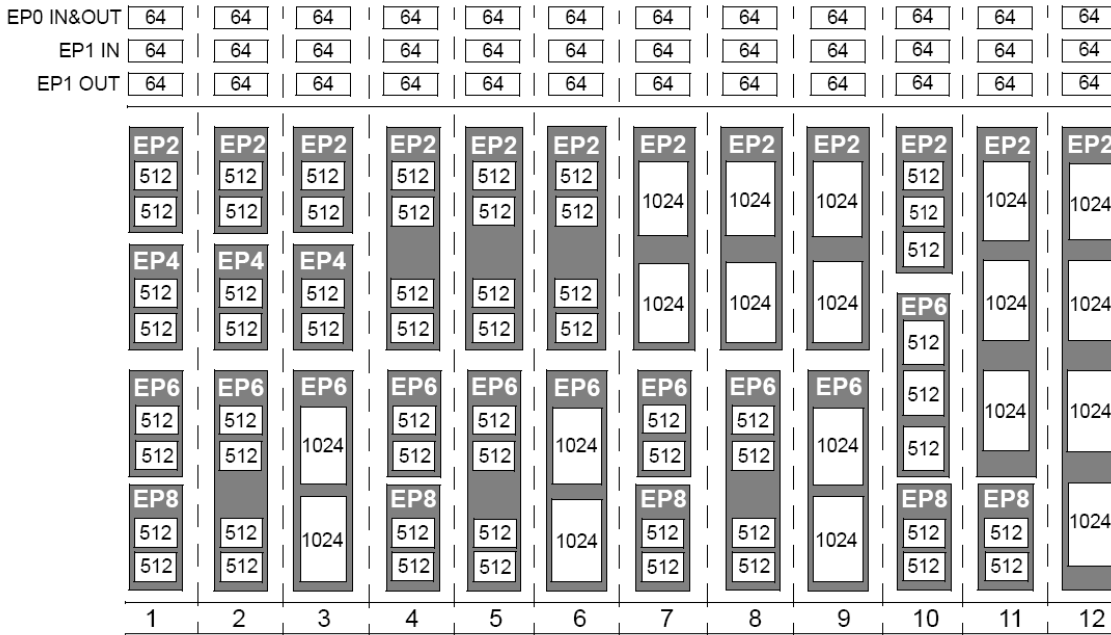 EP0 IN&OUT 64 64 64 64 64 64 64 64 64 64 64 64
EP1 IN 64 64 64 64 64 64 64 64 64 64 64 64
EP1 OUT 64 64 64 64 64 64 64 64 64 64 64 64
EP2 EP2 EP2 EP2 EP2 EP2 EP2 EP2 EP2 EP2 EP2 EP2
512 512 512 512 512 512 512
1024 1024 1024 1024 1024
512 512 512 512 512 512 512
512
EP4 EP4 EP4
512 512 512 512 512 512
1024 1024 1024 EP6 1024 1024
512 512 512 512 512 512 512
EP6 EP6 EP6 EP6 EP6 EP6 EP6 EP6 EP6 512
1024 1024
512 512 512 512 512 512
1024 1024 1024
512 512 512 512 512 512 512
EP8 EP8 EP8 EP8 EP8
1024
512 512 512 512 512 512 512 512
1024 1024 1024
512 512 512 512 512 512 512 512
1 2 3 4 5 6 7 8 9 10 11 12